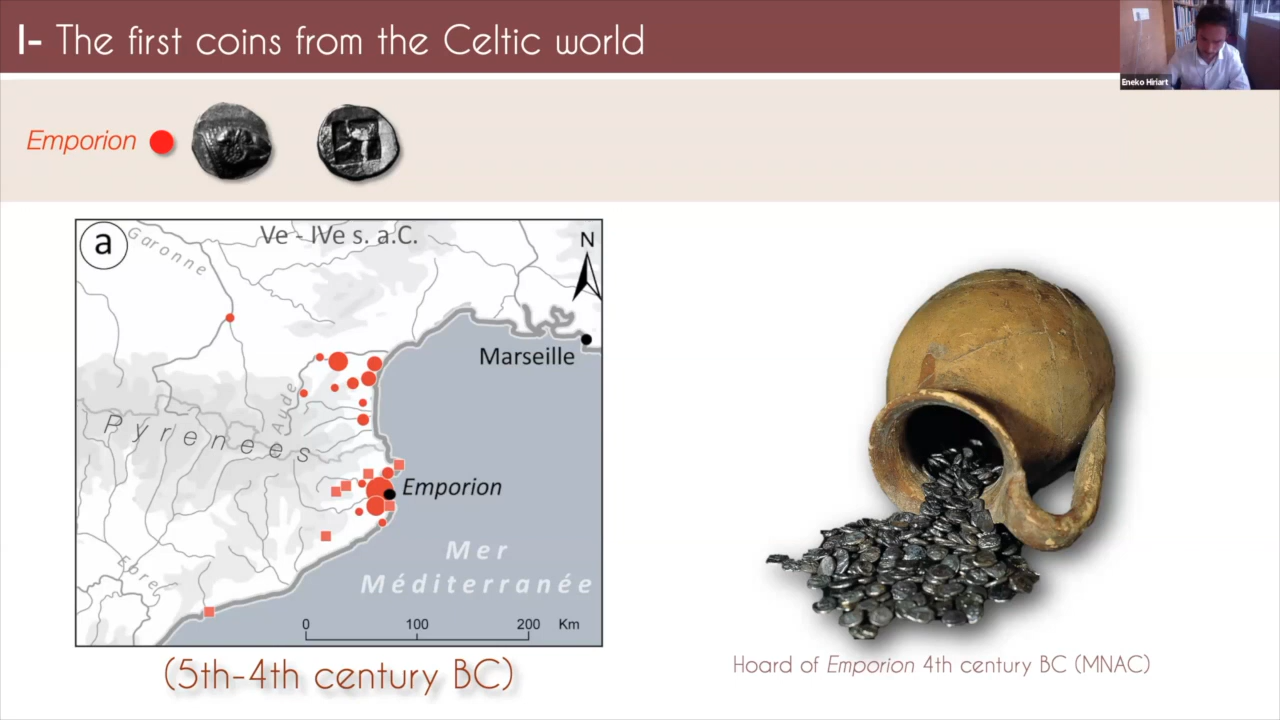 I- The first coins from the Celtic world
Eneko Hiriart
Emporion
a
Ve - IVe s. a.C.
N
Garonne
Marseille
Aude
Pyrenees
Emporion
Mer
Méditerranée
0 100 200 Km
(5th-4th century BC)
Hoard of Emporion 4th century BC (MNAC)